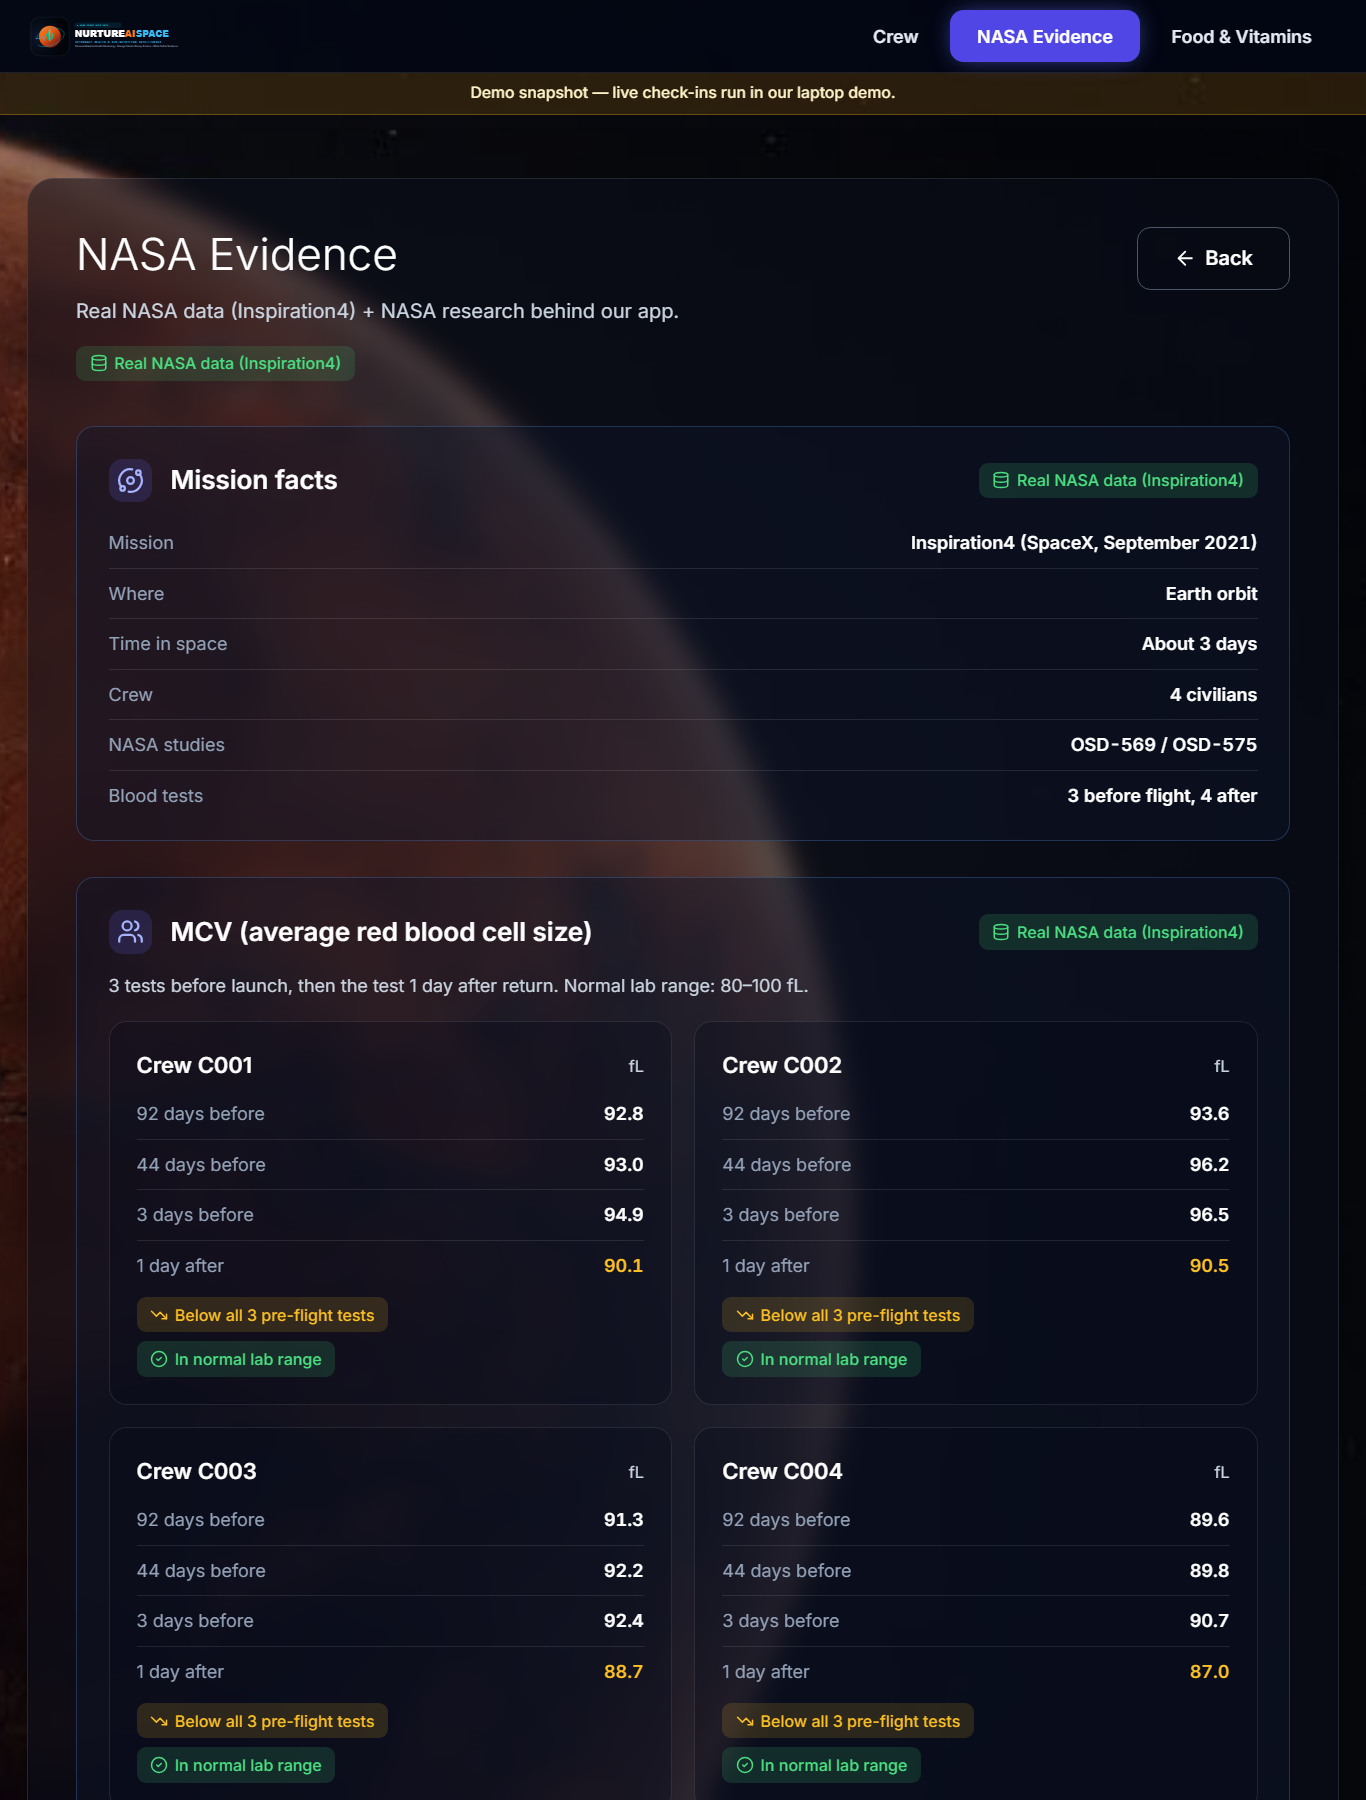 NURTUREAISPACE
Crew
NASA Evidence
Food & Vitamins
Demo snapshot — live check-ins run in our laptop demo.
NASA Evidence
Back
Real NASA data (Inspiration4) + NASA research behind our app.
Real NASA data (Inspiration4)
Mission facts
Real NASA data (Inspiration4)
Mission Inspiration4 (SpaceX, September 2021)
Where Earth orbit
Time in space About 3 days
Crew 4 civilians
NASA studies OSD-569 / OSD-575
Blood tests 3 before flight, 4 after
MCV (average red blood cell size)
Real NASA data (Inspiration4)
3 tests before launch, then the test 1 day after return. Normal lab range: 80–100 fL.
Crew C001 fL
92 days before 92.8
44 days before 93.0
3 days before 94.9
1 day after 90.1
Below all 3 pre-flight tests
In normal lab range
Crew C002 fL
92 days before 93.6
44 days before 96.2
3 days before 96.5
1 day after 90.5
Below all 3 pre-flight tests
In normal lab range
Crew C003 fL
92 days before 91.3
44 days before 92.2
3 days before 92.4
1 day after 88.7
Below all 3 pre-flight tests
In normal lab range
Crew C004 fL
92 days before 89.6
44 days before 89.8
3 days before 90.7
1 day after 87.0
Below all 3 pre-flight tests
In normal lab range